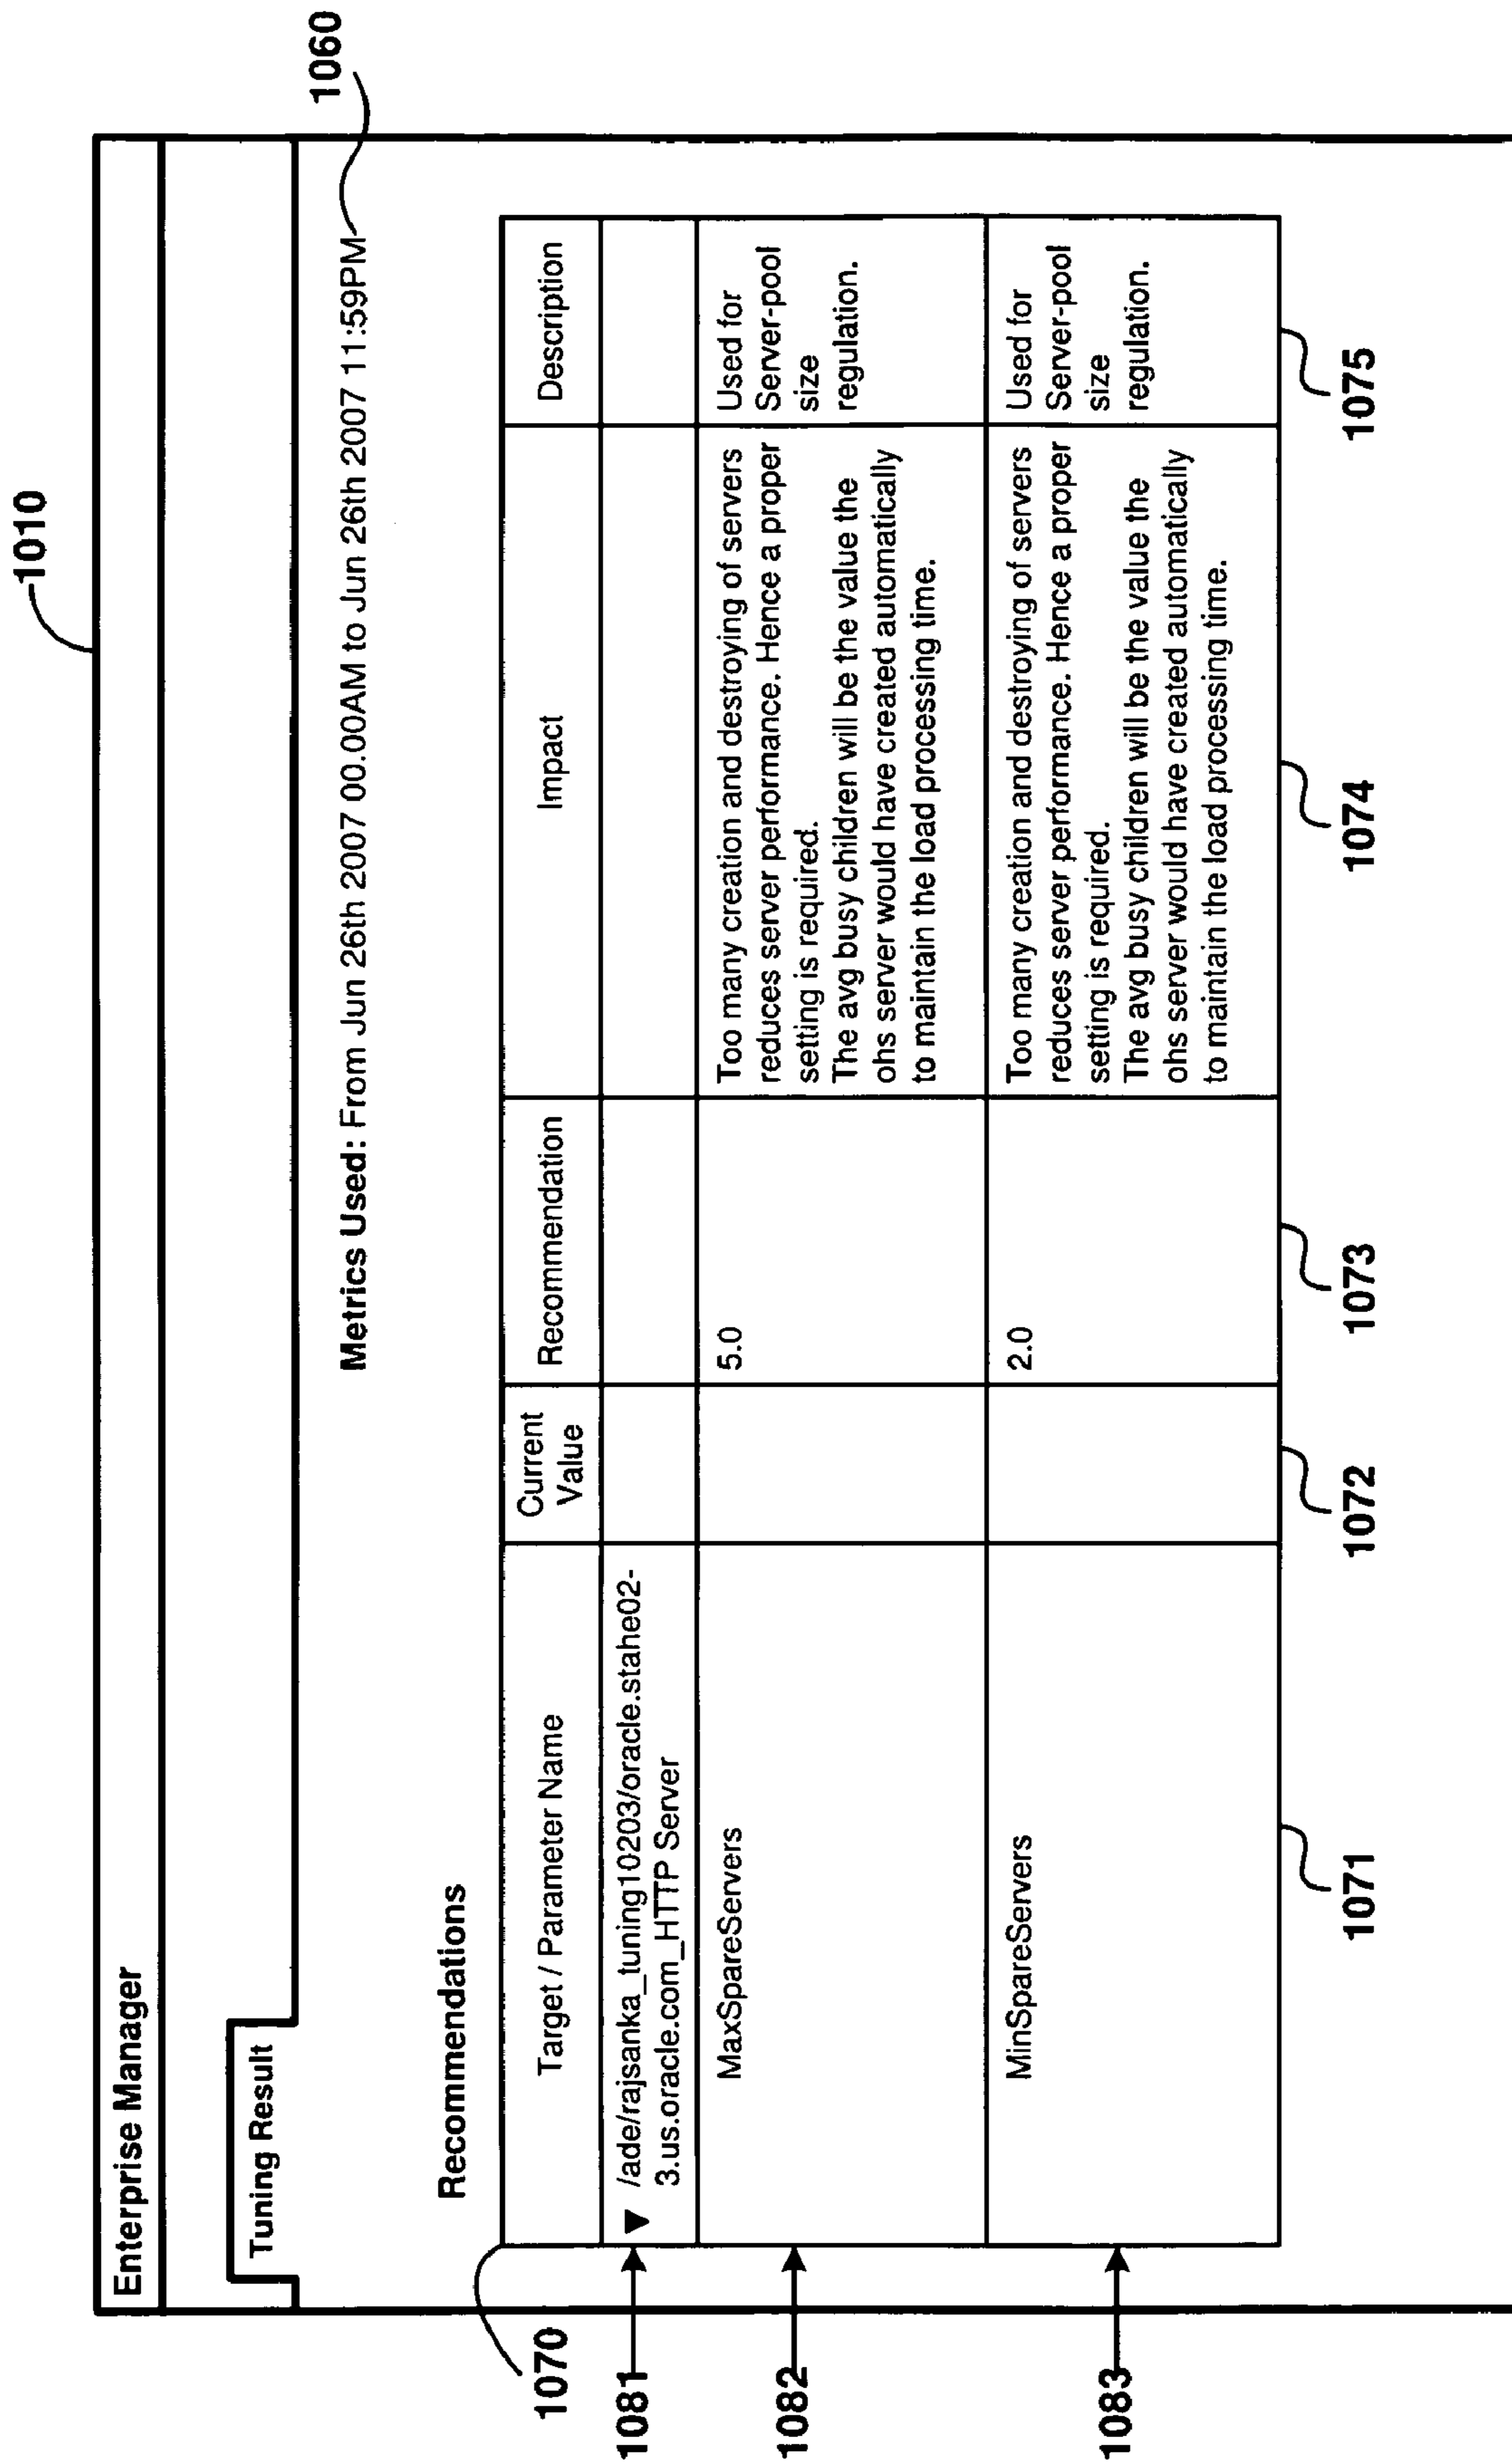 1010
Enterprise Manager
Tuning Result
1060
Metrics Used: From Jun 26th 2007 00.00AM to Jun 26th 2007 11:59PM
Recommendations
1070
Target / Parameter Name
Current
Value
Recommendation
Impact
Description
1081
▼ /ade/rajsanka_tuning10203/oracle.stahe02-
3.us.oracle.com_HTTP Server
1082
MaxSpareServers
5.0
Too many creation and destroying of servers
reduces server performance. Hence a proper
setting is required.
The avg busy children will be the value the
ohs server would have created automatically
to maintain the load processing time.
Used for
Server-pool
size
regulation.
1083
MinSpareServers
2.0
Too many creation and destroying of servers
reduces server performance. Hence a proper
setting is required.
The avg busy children will be the value the
ohs server would have created automatically
to maintain the load processing time.
Used for
Server-pool
size
regulation.
1071
1072
1073
1074
1075